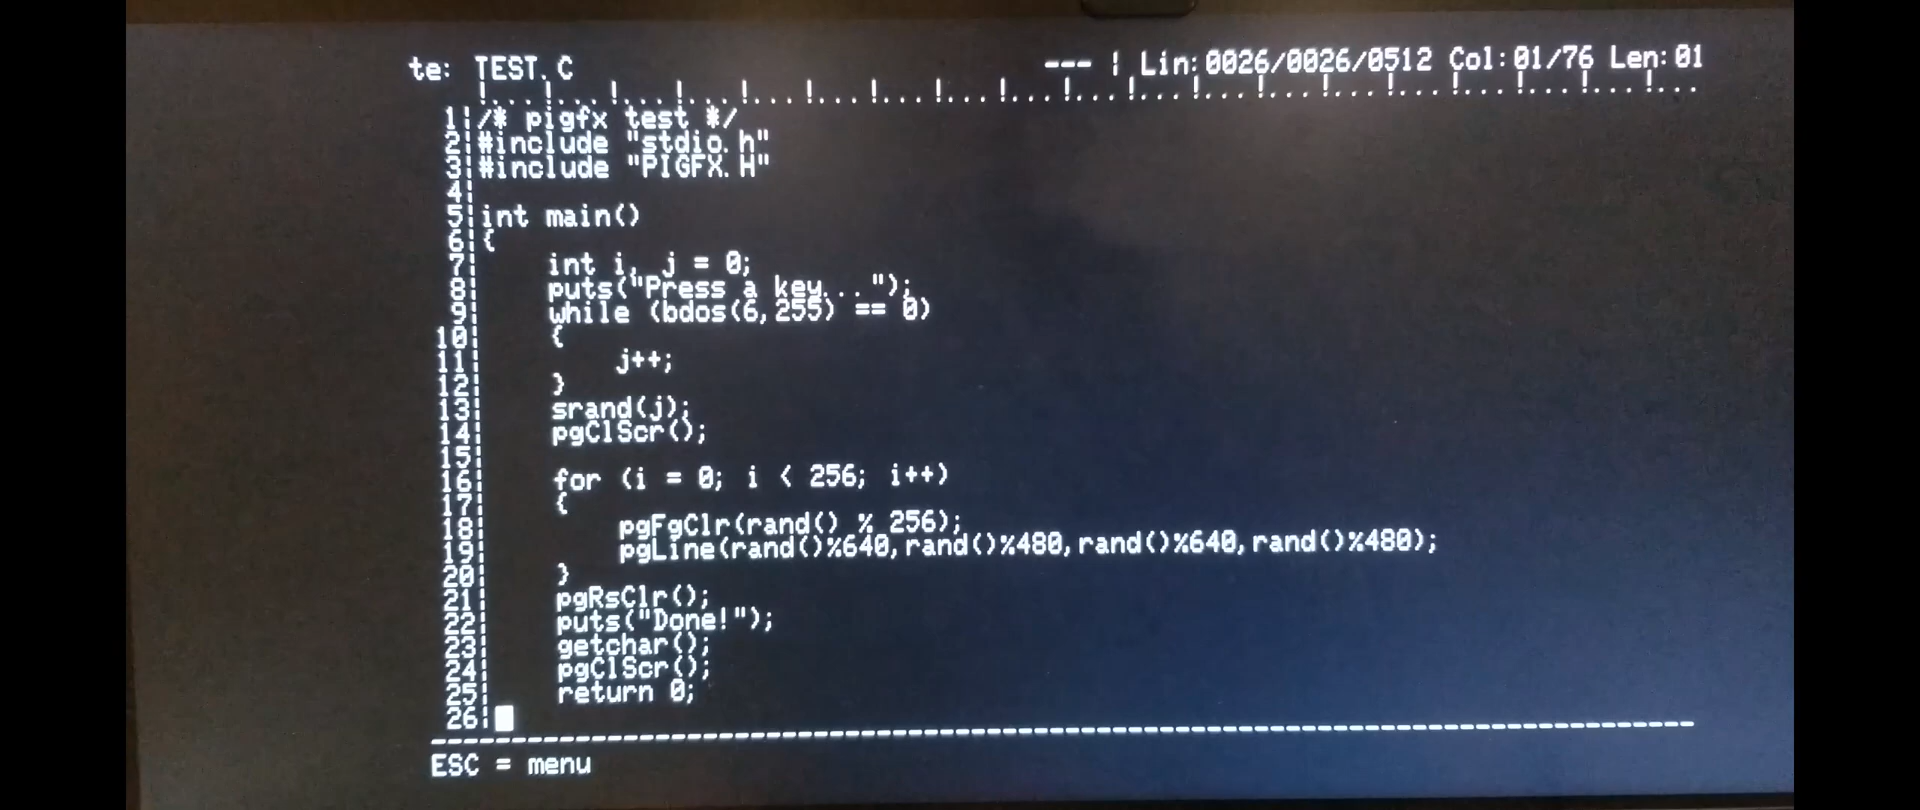 te: TEST.C --- | Lin:0026/0026/0512 Col:01/76 Len:01
!...!...!...!...!...!...!...!...!...!...!...!...!...!...!...!...!...!...!...
1|/* pigfx test */
2|#include "stdio.h"
3|#include "PIGFX.H"
4|
5|int main()
6|{
7|    int i, j = 0;
8|    puts("Press a key...");
9|    while (bdos(6,255) == 0)
10|    {
11|        j++;
12|    }
13|    srand(j);
14|    pgClScr();
15|
16|    for (i = 0; i < 256; i++)
17|    {
18|        pgFgClr(rand() % 256);
19|        pgLine(rand()%640,rand()%480,rand()%640,rand()%480);
20|    }
21|    pgRsClr();
22|    puts("Done!");
23|    getchar();
24|    pgClScr();
25|    return 0;
26|
ESC = menu